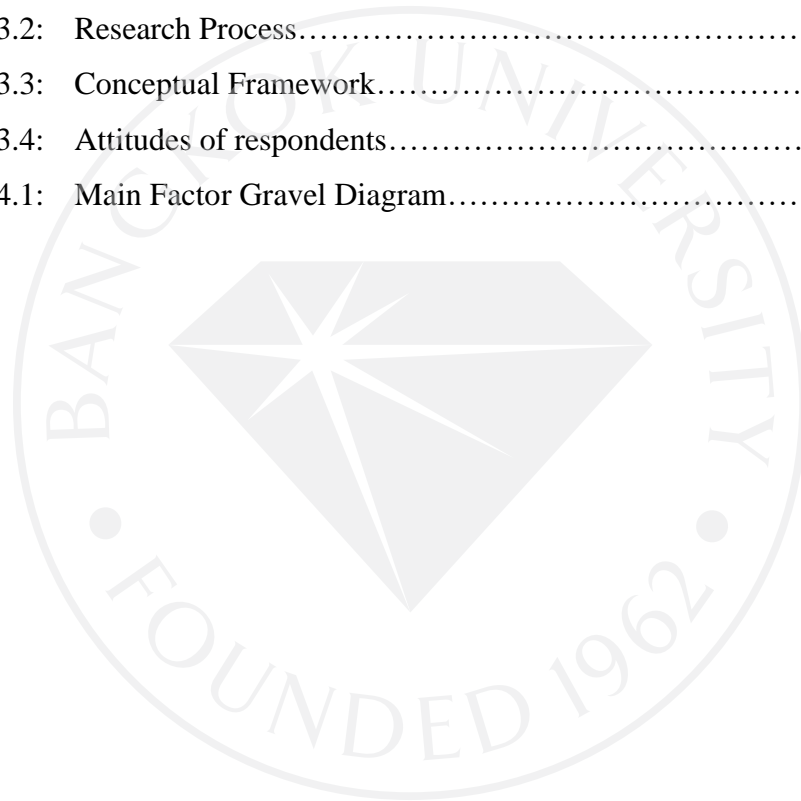 3.2: Research Process……………………………………………
3.3: Conceptual Framework……………………………………
3.4: Attitudes of respondents…………………………………
4.1: Main Factor Gravel Diagram……………………………
BANGKOK UNIVERSITY
• FOUNDED 1962 •